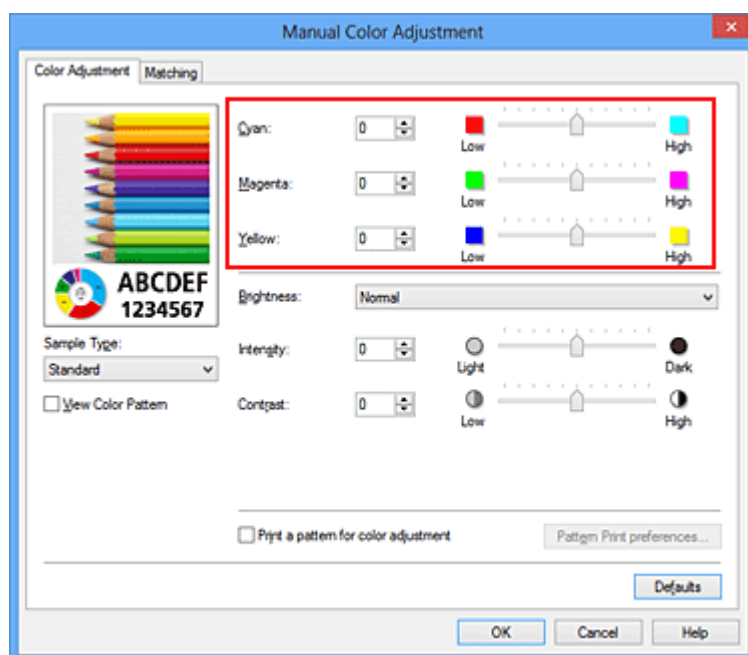 Manual Color Adjustment
Color Adjustment Matching
Cyan: 0 Low High
Magenta: 0 Low High
Yellow: 0 Low High
ABCDEF
1234567
Brightness: Normal
Sample Type:
Standard
Intensity: 0 Light Dark
View Color Pattern
Contrast: 0 Low High
Print a pattern for color adjustment Pattern Print preferences...
Defaults
OK Cancel Help